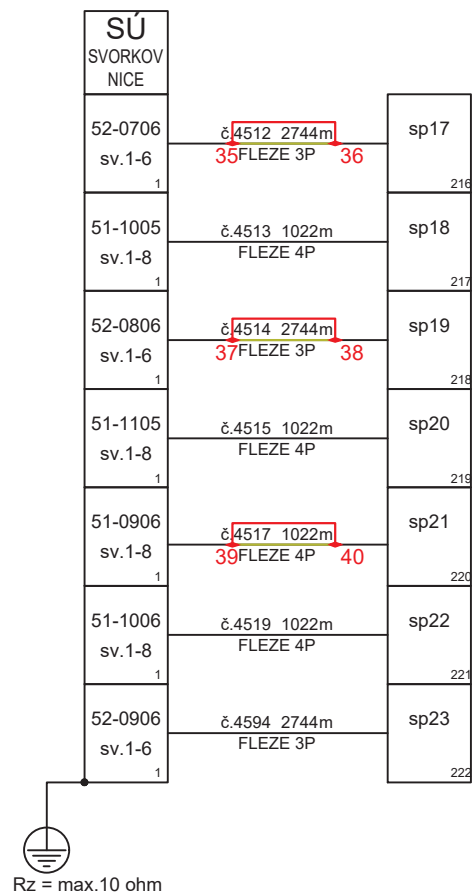 SÚ
SVORKOV
NICE
52-0706
sv.1-6
1
č.4512 2744m
35 FLEZE 3P 36
sp17
216
51-1005
sv.1-8
1
č.4513 1022m
FLEZE 4P
sp18
217
52-0806
sv.1-6
1
č.4514 2744m
37 FLEZE 3P 38
sp19
218
51-1105
sv.1-8
1
č.4515 1022m
FLEZE 4P
sp20
219
51-0906
sv.1-8
1
č.4517 1022m
39 FLEZE 4P 40
sp21
220
51-1006
sv.1-8
1
č.4519 1022m
FLEZE 4P
sp22
221
52-0906
sv.1-6
1
č.4594 2744m
FLEZE 3P
sp23
222
Rz = max.10 ohm